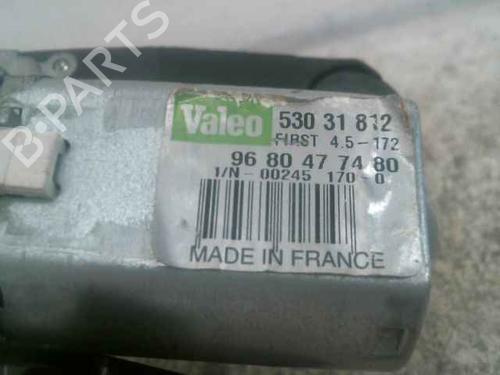 B-PARTS
Valeo 530 31 812
FIRST 4.5-172
96 80 47 74 80
1/N-00245 170-0
MADE IN FRANCE